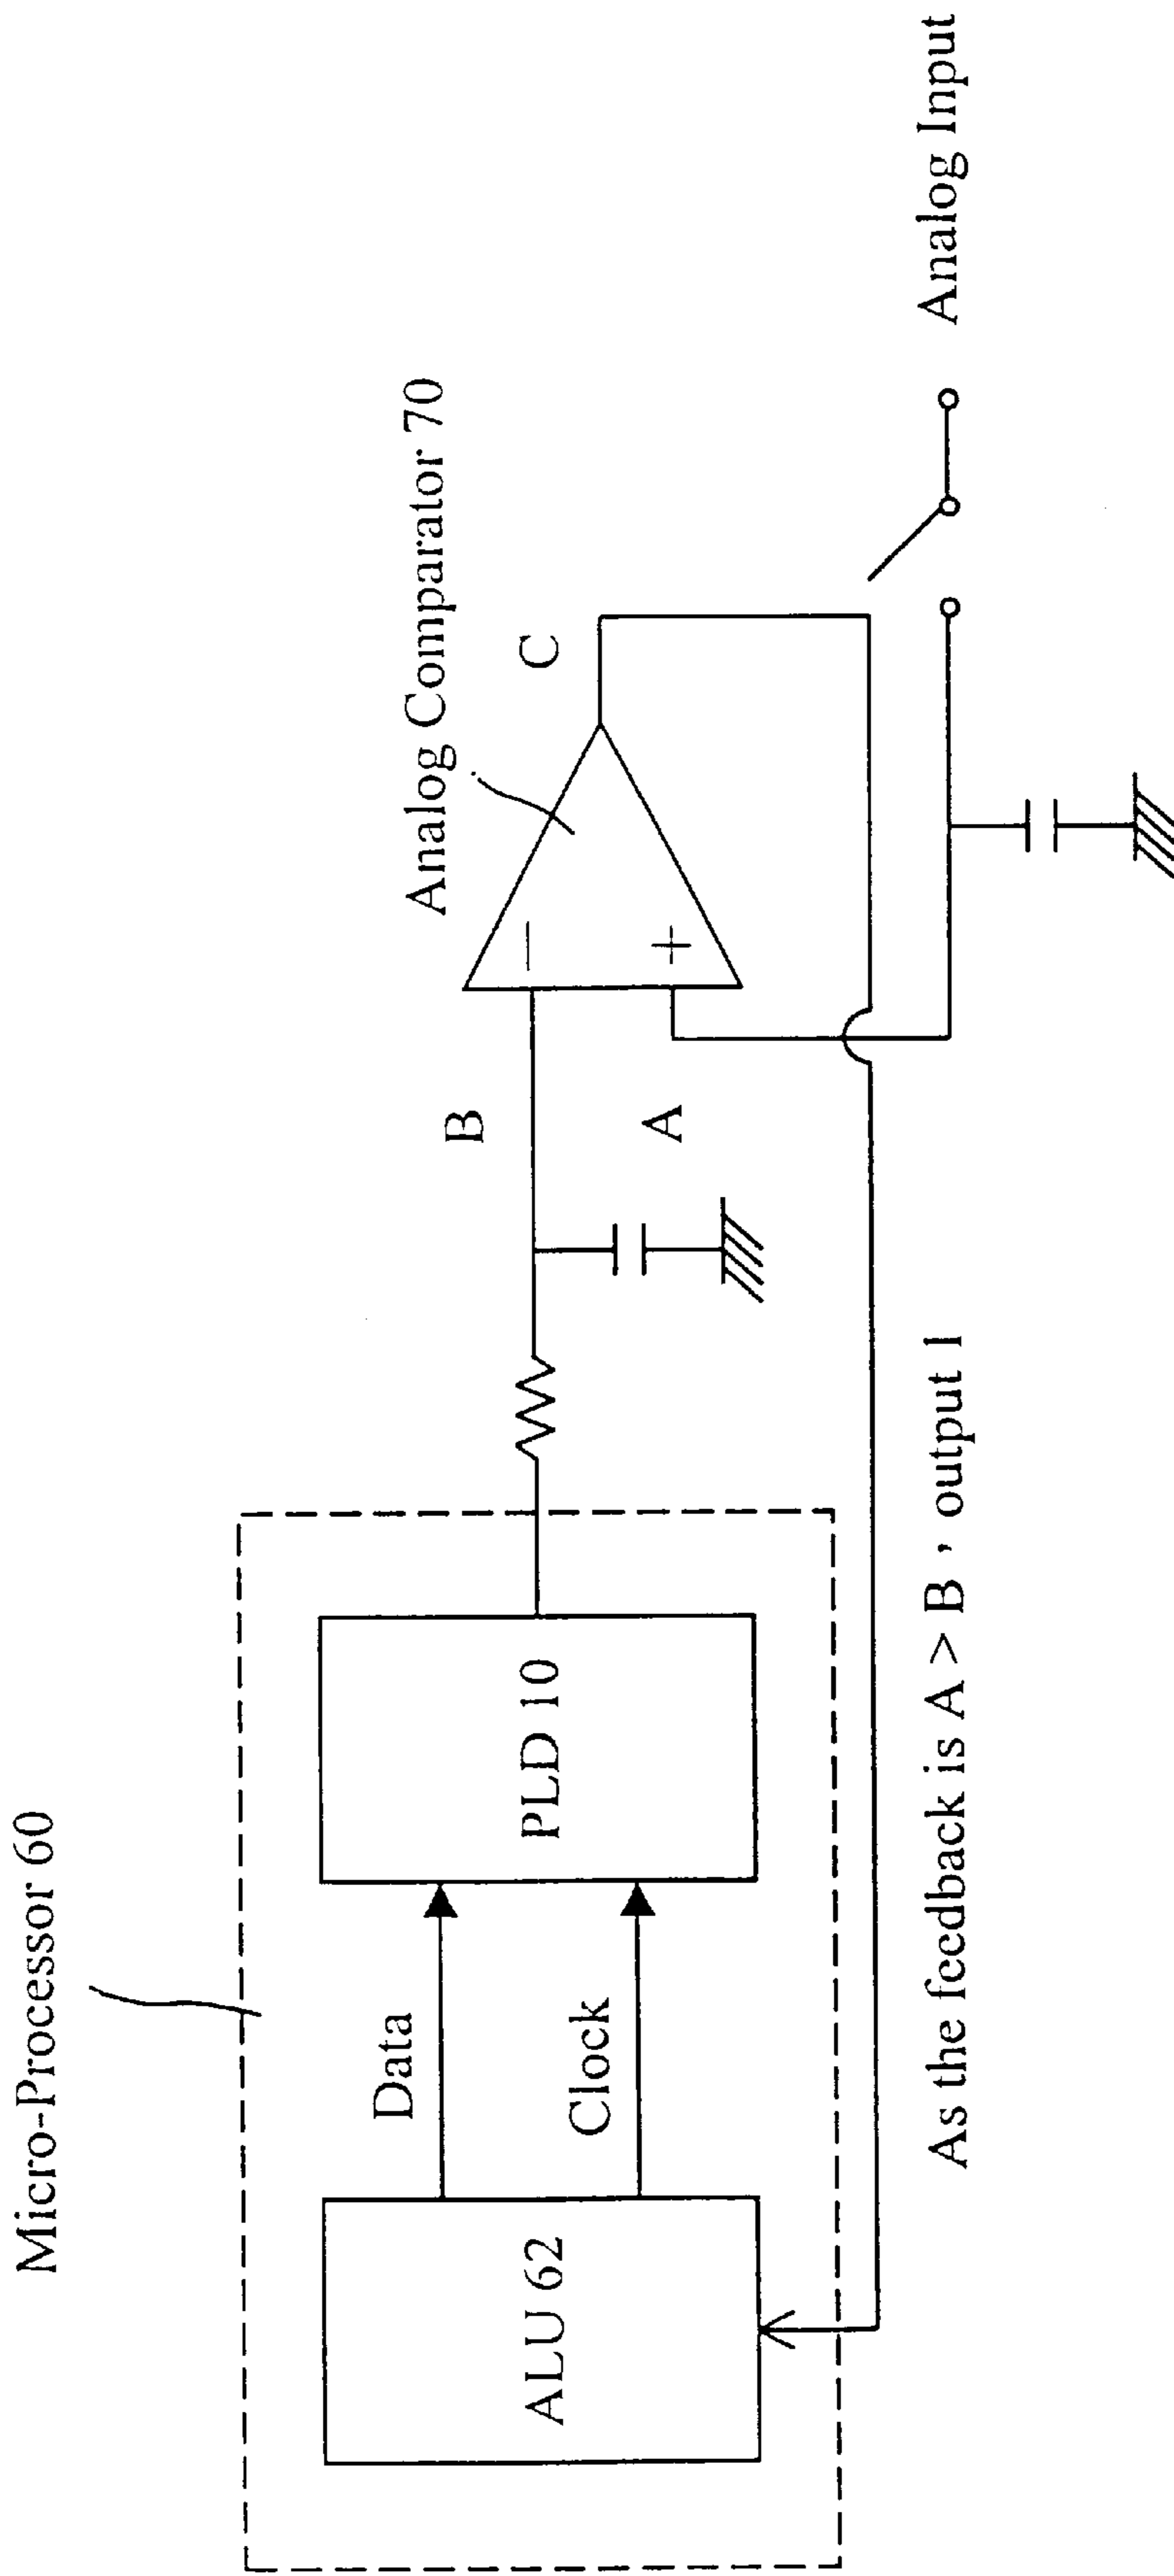 Micro-Processor 60
ALU 62
Data
Clock
PLD 10
B
A
Analog Comparator 70
−
+
C
Analog Input
As the feedback is A > B , output 1